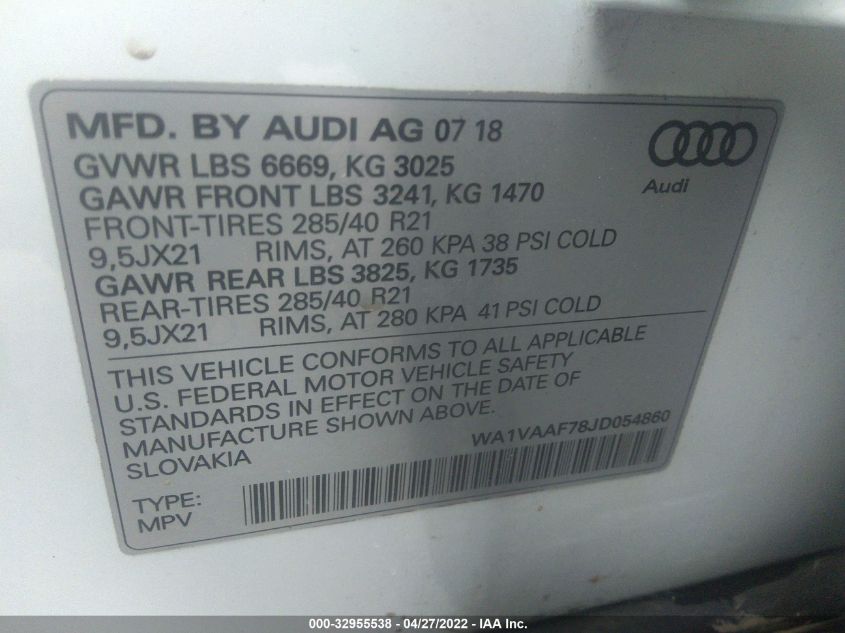 MFD. BY AUDI AG 07 18
GVWR LBS 6669, KG 3025
GAWR FRONT LBS 3241, KG 1470
FRONT-TIRES 285/40 R21
9,5JX21 RIMS, AT 260 KPA 38 PSI COLD
GAWR REAR LBS 3825, KG 1735
REAR-TIRES 285/40 R21
9,5JX21 RIMS, AT 280 KPA 41 PSI COLD
Audi
THIS VEHICLE CONFORMS TO ALL APPLICABLE
U.S. FEDERAL MOTOR VEHICLE SAFETY
STANDARDS IN EFFECT ON THE DATE OF
MANUFACTURE SHOWN ABOVE.
SLOVAKIA
WA1VAAF78JD054860
TYPE:
MPV
000-32955538 - 04/27/2022 - IAA Inc.